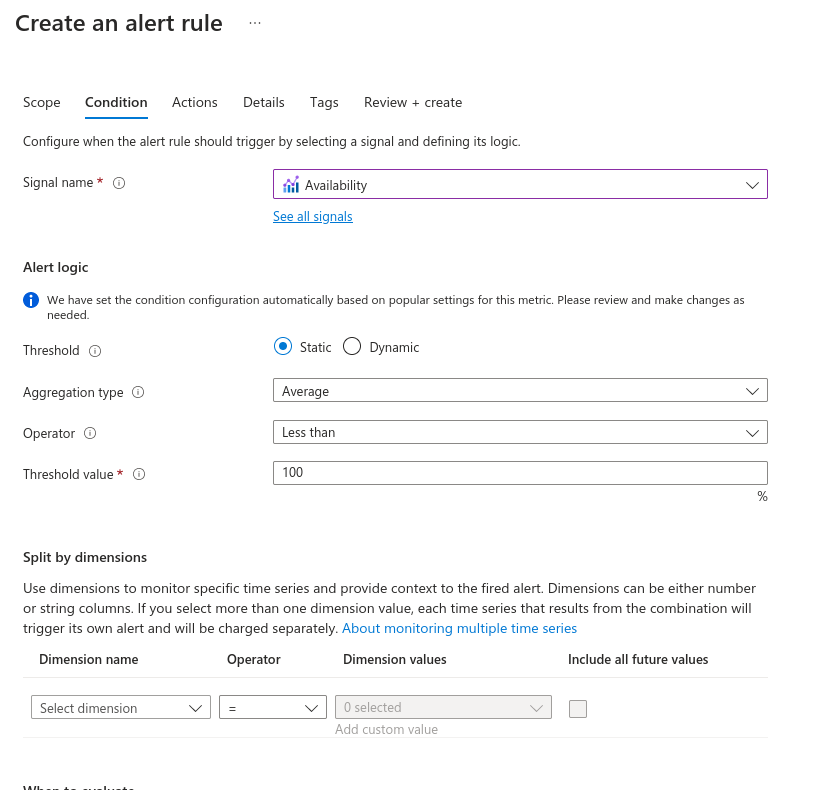 Create an alert rule ...
Scope Condition Actions Details Tags Review + create
Configure when the alert rule should trigger by selecting a signal and defining its logic.
Signal name * Availability
See all signals
Alert logic
We have set the condition configuration automatically based on popular settings for this metric. Please review and make changes as
needed.
Threshold Static Dynamic
Aggregation type Average
Operator Less than
Threshold value * 100
%
Split by dimensions
Use dimensions to monitor specific time series and provide context to the fired alert. Dimensions can be either number
or string columns. If you select more than one dimension value, each time series that results from the combination will
trigger its own alert and will be charged separately. About monitoring multiple time series
Dimension name Operator Dimension values Include all future values
Select dimension = 0 selected
Add custom value
When to evaluate